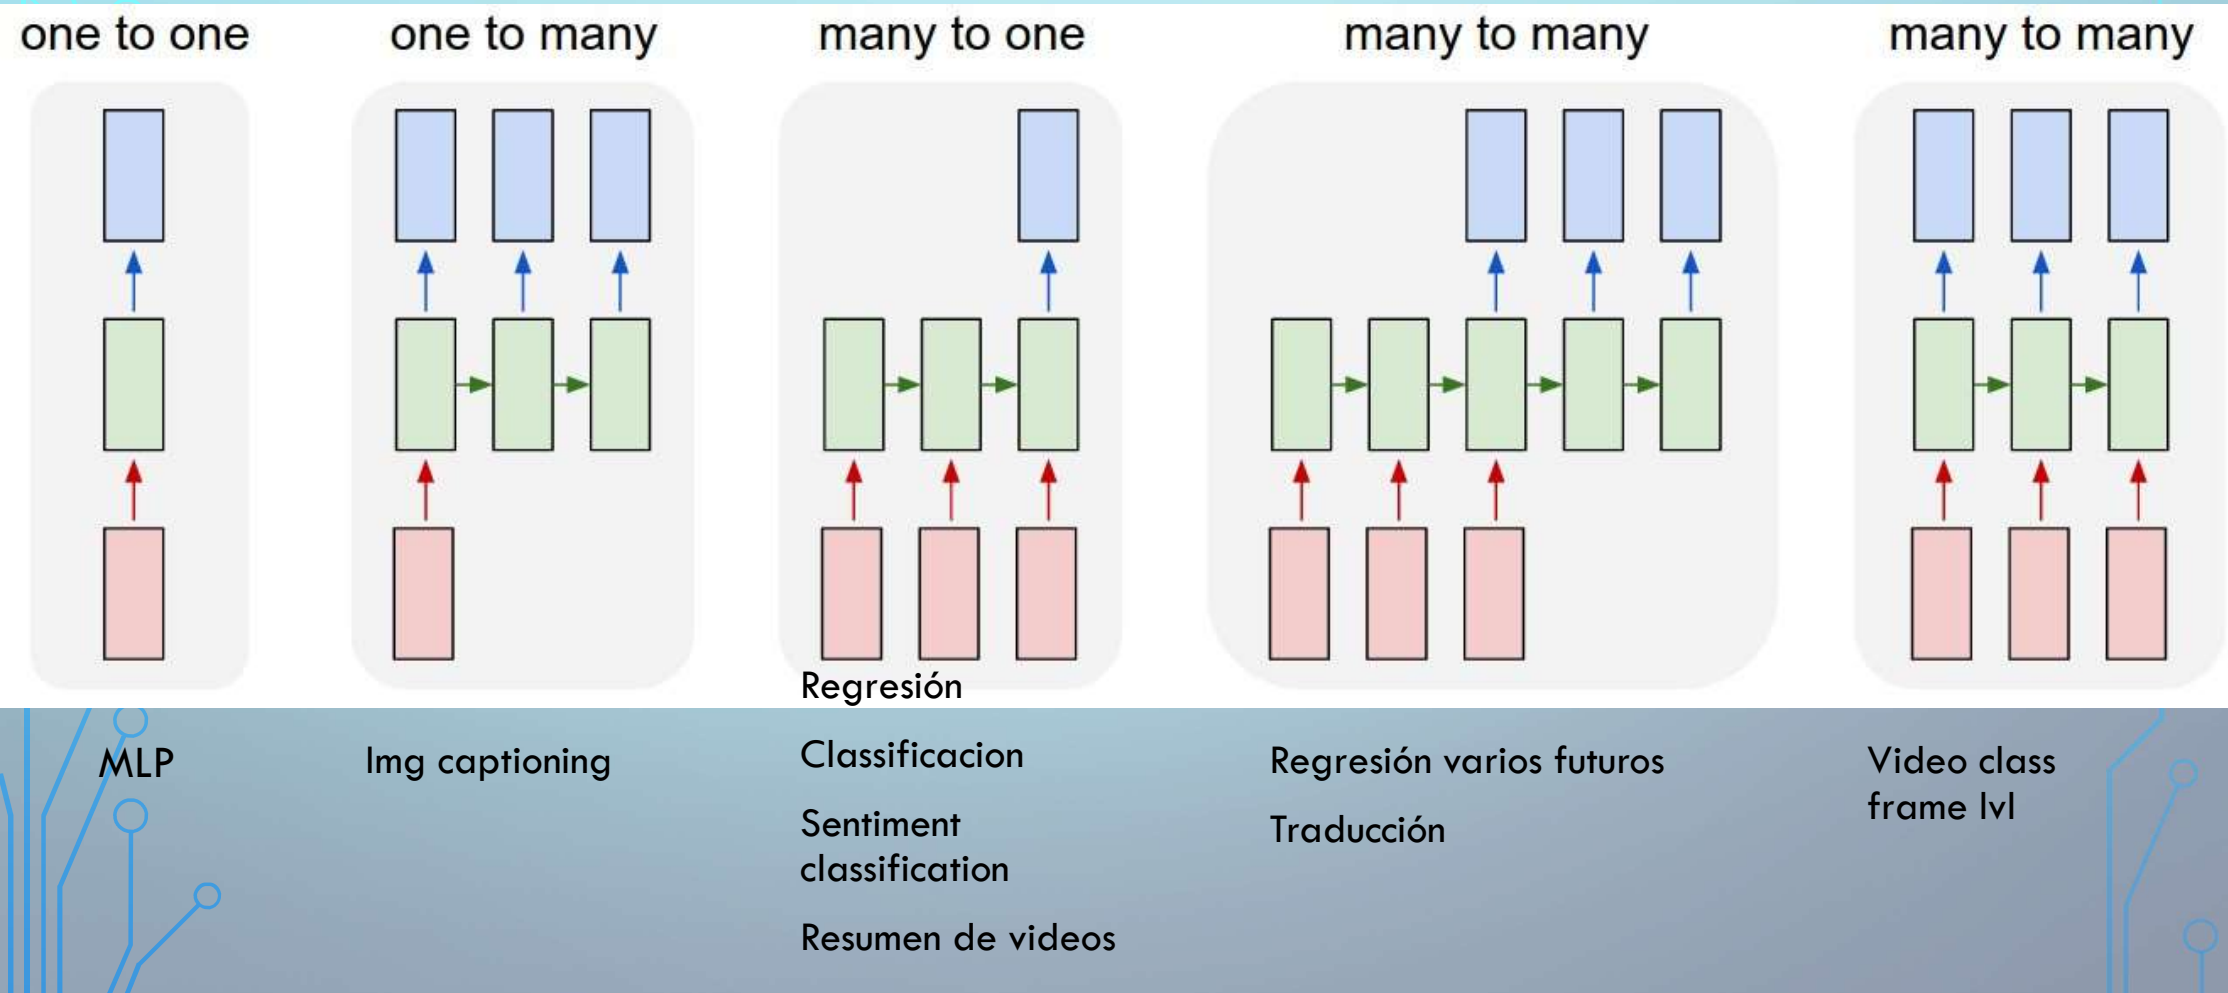 one to one
one to many
many to one
many to many
many to many
MLP
Img captioning
Regresión
Classificacion
Sentiment
classification
Resumen de videos
Regresión varios futuros
Traducción
Video class
frame lvl